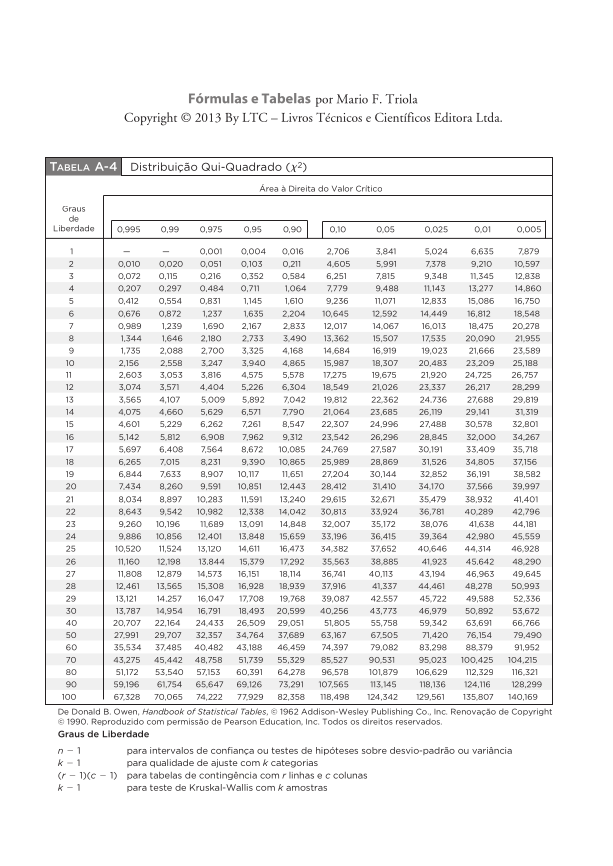 Fórmulas e Tabelas por Mario F. Triola
Copyright © 2013 By LTC – Livros Técnicos e Científicos Editora Ltda.
TABELA A-4 Distribuição Qui-Quadrado (χ²)
Área à Direita do Valor Crítico
Graus
de
Liberdade 0,995 0,99 0,975 0,95 0,90 0,10 0,05 0,025 0,01 0,005
1 — — 0,001 0,004 0,016 2,706 3,841 5,024 6,635 7,879
2 0,010 0,020 0,051 0,103 0,211 4,605 5,991 7,378 9,210 10,597
3 0,072 0,115 0,216 0,352 0,584 6,251 7,815 9,348 11,345 12,838
4 0,207 0,297 0,484 0,711 1,064 7,779 9,488 11,143 13,277 14,860
5 0,412 0,554 0,831 1,145 1,610 9,236 11,071 12,833 15,086 16,750
6 0,676 0,872 1,237 1,635 2,204 10,645 12,592 14,449 16,812 18,548
7 0,989 1,239 1,690 2,167 2,833 12,017 14,067 16,013 18,475 20,278
8 1,344 1,646 2,180 2,733 3,490 13,362 15,507 17,535 20,090 21,955
9 1,735 2,088 2,700 3,325 4,168 14,684 16,919 19,023 21,666 23,589
10 2,156 2,558 3,247 3,940 4,865 15,987 18,307 20,483 23,209 25,188
11 2,603 3,053 3,816 4,575 5,578 17,275 19,675 21,920 24,725 26,757
12 3,074 3,571 4,404 5,226 6,304 18,549 21,026 23,337 26,217 28,299
13 3,565 4,107 5,009 5,892 7,042 19,812 22,362 24,736 27,688 29,819
14 4,075 4,660 5,629 6,571 7,790 21,064 23,685 26,119 29,141 31,319
15 4,601 5,229 6,262 7,261 8,547 22,307 24,996 27,488 30,578 32,801
16 5,142 5,812 6,908 7,962 9,312 23,542 26,296 28,845 32,000 34,267
17 5,697 6,408 7,564 8,672 10,085 24,769 27,587 30,191 33,409 35,718
18 6,265 7,015 8,231 9,390 10,865 25,989 28,869 31,526 34,805 37,156
19 6,844 7,633 8,907 10,117 11,651 27,204 30,144 32,852 36,191 38,582
20 7,434 8,260 9,591 10,851 12,443 28,412 31,410 34,170 37,566 39,997
21 8,034 8,897 10,283 11,591 13,240 29,615 32,671 35,479 38,932 41,401
22 8,643 9,542 10,982 12,338 14,042 30,813 33,924 36,781 40,289 42,796
23 9,260 10,196 11,689 13,091 14,848 32,007 35,172 38,076 41,638 44,181
24 9,886 10,856 12,401 13,848 15,659 33,196 36,415 39,364 42,980 45,559
25 10,520 11,524 13,120 14,611 16,473 34,382 37,652 40,646 44,314 46,928
26 11,160 12,198 13,844 15,379 17,292 35,563 38,885 41,923 45,642 48,290
27 11,808 12,879 14,573 16,151 18,114 36,741 40,113 43,194 46,963 49,645
28 12,461 13,565 15,308 16,928 18,939 37,916 41,337 44,461 48,278 50,993
29 13,121 14,257 16,047 17,708 19,768 39,087 42,557 45,722 49,588 52,336
30 13,787 14,954 16,791 18,493 20,599 40,256 43,773 46,979 50,892 53,672
40 20,707 22,164 24,433 26,509 29,051 51,805 55,758 59,342 63,691 66,766
50 27,991 29,707 32,357 34,764 37,689 63,167 67,505 71,420 76,154 79,490
60 35,534 37,485 40,482 43,188 46,459 74,397 79,082 83,298 88,379 91,952
70 43,275 45,442 48,758 51,739 55,329 85,527 90,531 95,023 100,425 104,215
80 51,172 53,540 57,153 60,391 64,278 96,578 101,879 106,629 112,329 116,321
90 59,196 61,754 65,647 69,126 73,291 107,565 113,145 118,136 124,116 128,299
100 67,328 70,065 74,222 77,929 82,358 118,498 124,342 129,561 135,807 140,169
De Donald B. Owen, Handbook of Statistical Tables, © 1962 Addison-Wesley Publishing Co., Inc. Renovação de Copyright
© 1990. Reproduzido com permissão de Pearson Education, Inc. Todos os direitos reservados.
Graus de Liberdade
n − 1 para intervalos de confiança ou testes de hipóteses sobre desvio-padrão ou variância
k − 1 para qualidade de ajuste com k categorias
(r − 1)(c − 1) para tabelas de contingência com r linhas e c colunas
k − 1 para teste de Kruskal-Wallis com k amostras